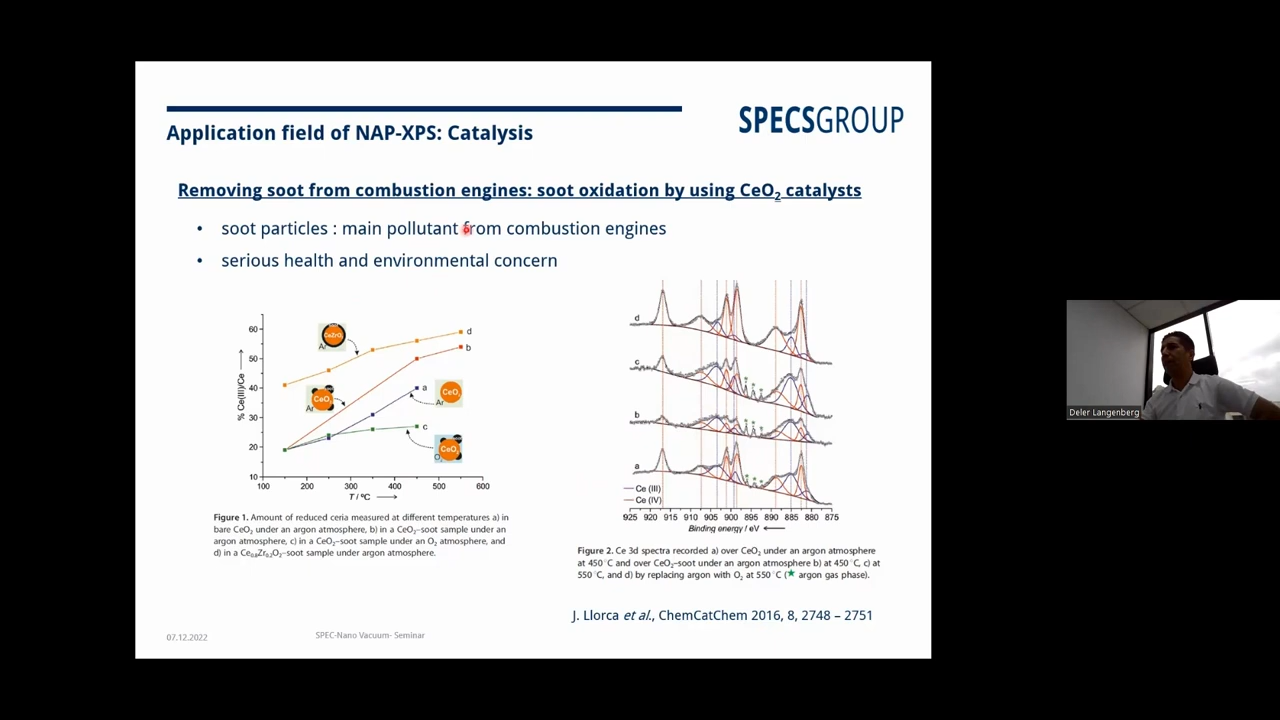 SPECSGROUP
Application field of NAP-XPS: Catalysis
Removing soot from combustion engines: soot oxidation by using CeO2 catalysts
• soot particles : main pollutant from combustion engines
• serious health and environmental concern
% Ce(III)/Ce
60
50
40
30
20
10
100 200 300 400 500 600
T / ºC
CeZrOx
Ar
d
b
CeO
Ar
a
CeO
Ar
c
CeO
O
Figure 1. Amount of reduced ceria measured at different temperatures a) in
bare CeO2 under an argon atmosphere, b) in a CeO2–soot sample under an
argon atmosphere, c) in a CeO2–soot sample under an O2 atmosphere, and
d) in a Ce0.8Zr0.2O2–soot sample under argon atmosphere.
d
c
b
a
Ce (III)
Ce (IV)
925 920 915 910 905 900 895 890 885 880 875
Binding energy / eV
Figure 2. Ce 3d spectra recorded a) over CeO2 under an argon atmosphere
at 450 °C and over CeO2–soot under an argon atmosphere b) at 450 °C, c) at
550 °C, and d) by replacing argon with O2 at 550 °C (★ argon gas phase).
J. Llorca et al., ChemCatChem 2016, 8, 2748 – 2751
07.12.2022
SPEC-Nano Vacuum- Seminar
Deler Langenberg